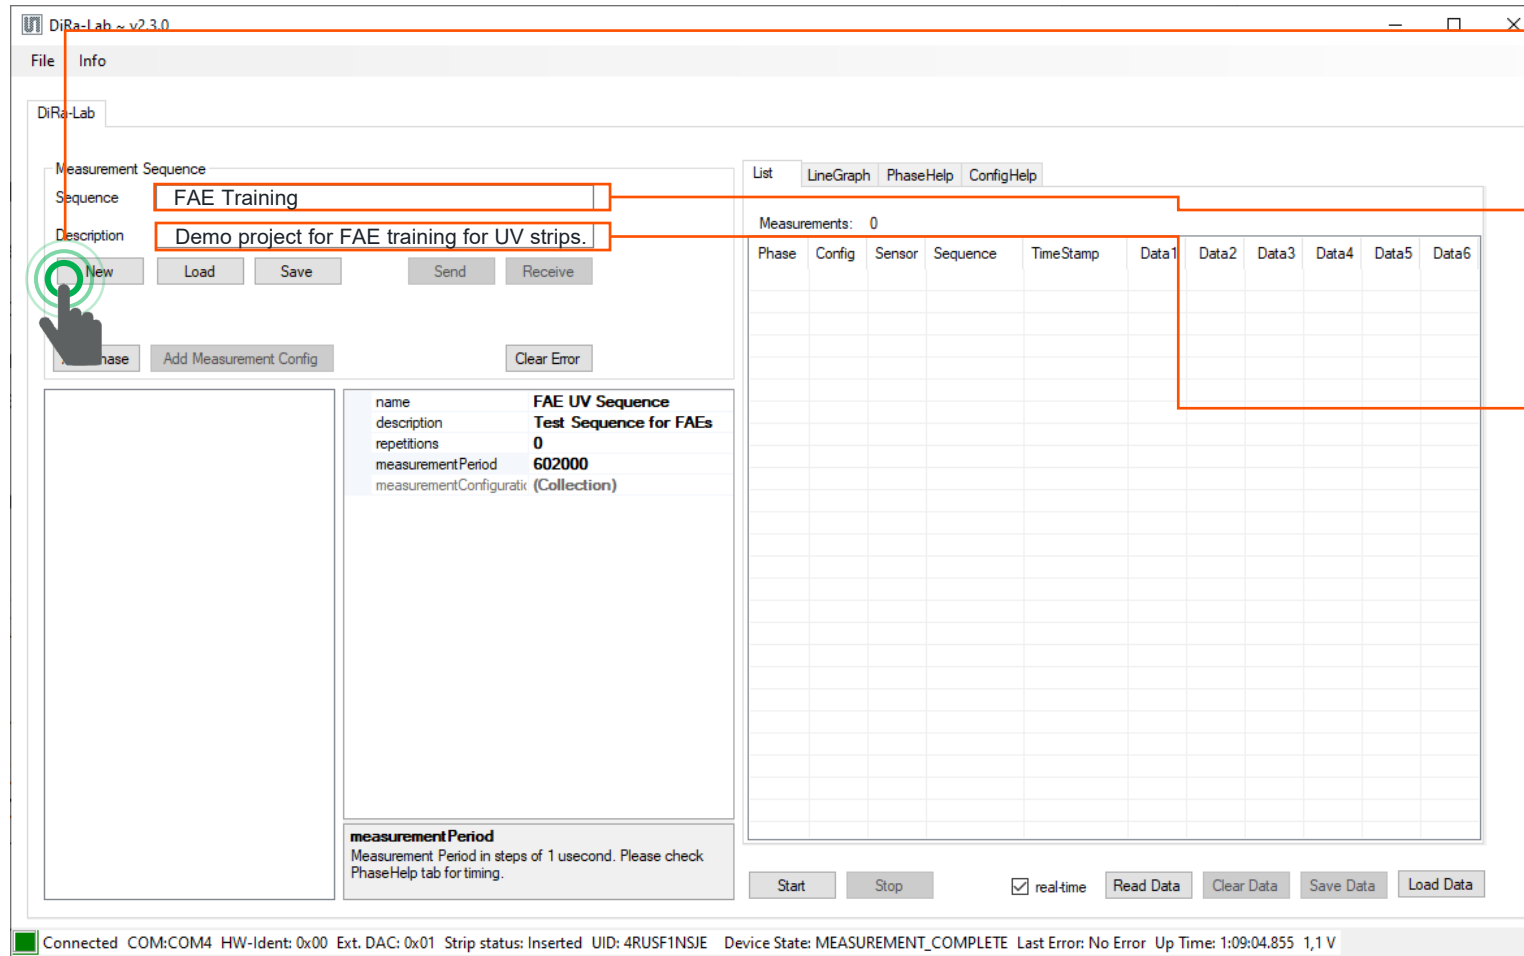 DiRa-Lab ~ v2.3.0
File Info
DiRa-Lab
Measurement Sequence
Sequence FAE Training
Description Demo project for FAE training for UV strips.
New Load Save Send Receive
hase Add Measurement Config Clear Error
name FAE UV Sequence
description Test Sequence for FAEs
repetitions 0
measurementPeriod 602000
measurementConfiguratic (Collection)
measurementPeriod
Measurement Period in steps of 1 usecond. Please check
PhaseHelp tab for timing.
List LineGraph PhaseHelp ConfigHelp
Measurements: 0
Phase Config Sensor Sequence TimeStamp Data1 Data2 Data3 Data4 Data5 Data6
Start Stop real-time Read Data Clear Data Save Data Load Data
Connected COM:COM4 HW-Ident: 0x00 Ext. DAC: 0x01 Strip status: Inserted UID: 4RUSF1NSJE Device State: MEASUREMENT_COMPLETE Last Error: No Error Up Time: 1:09:04.855 1,1 V